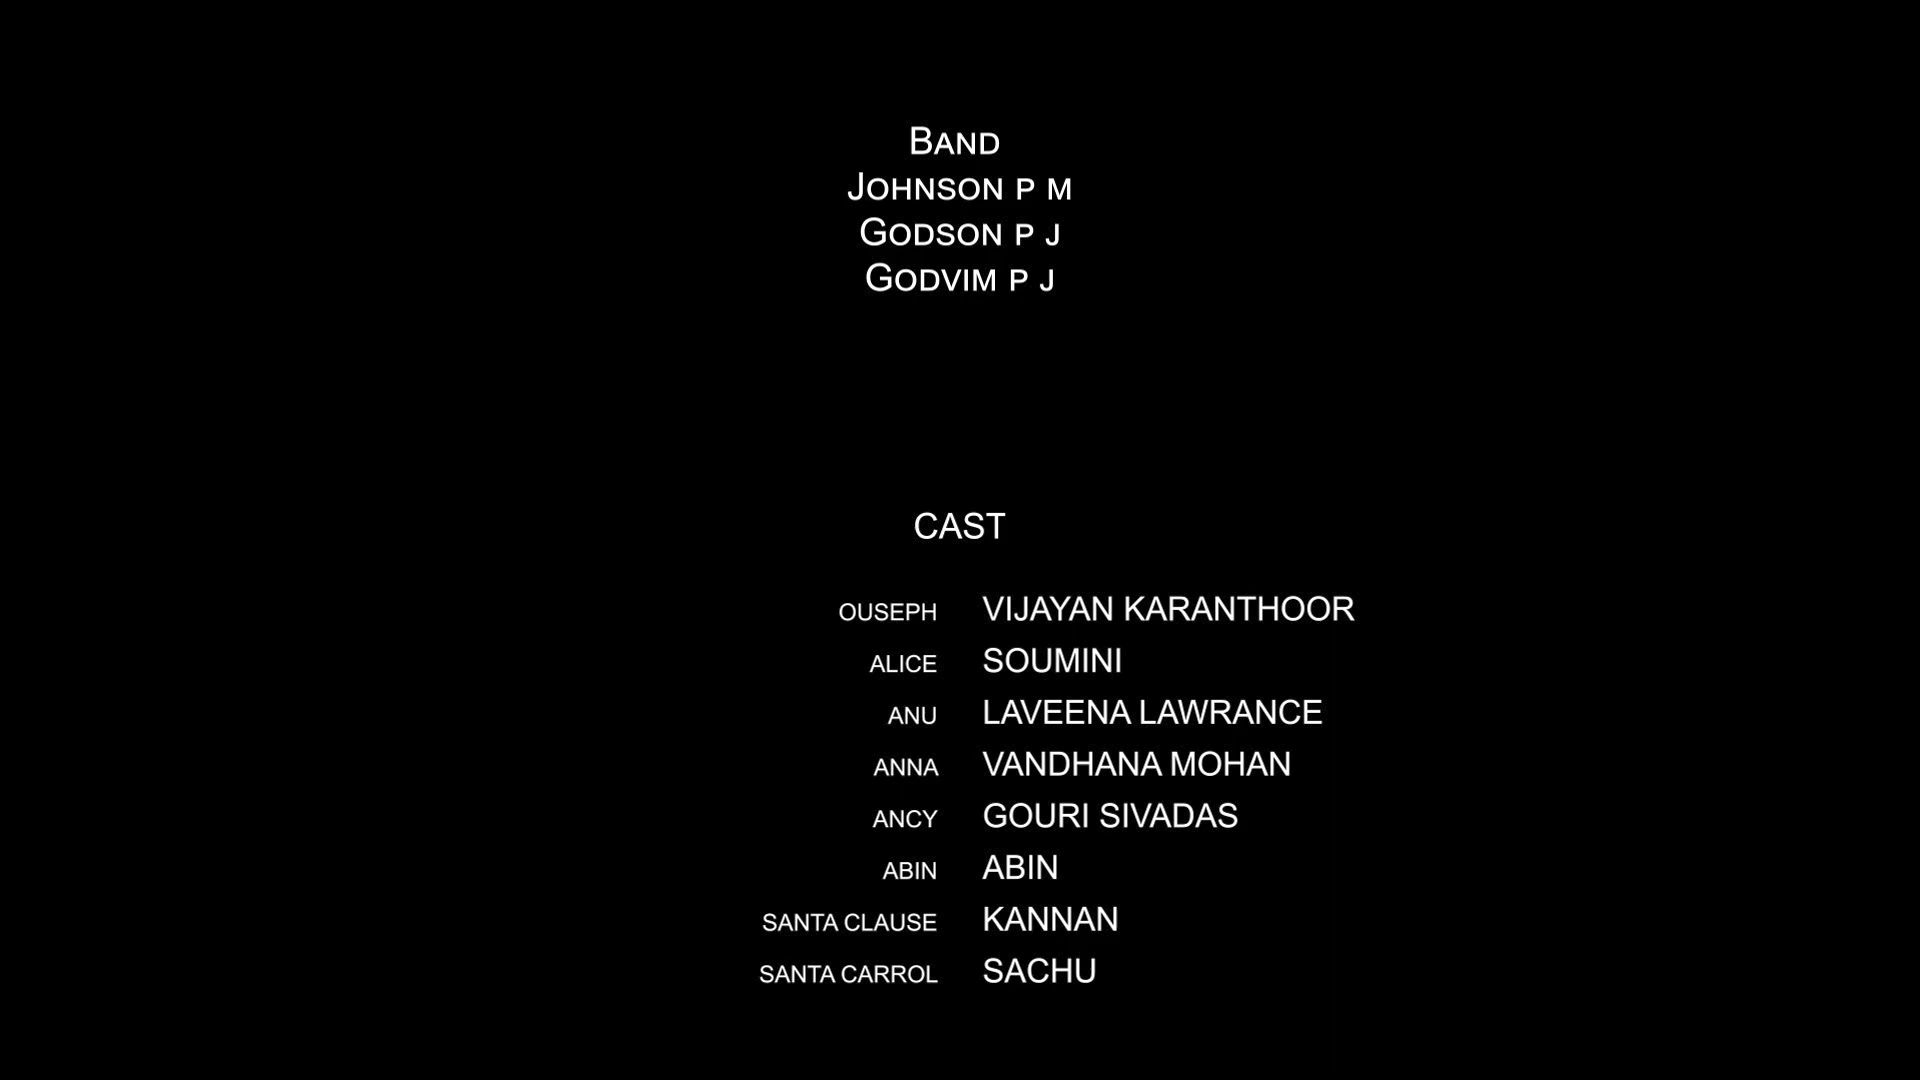 Band
Johnson p m
Godson p j
Godvim p j
CAST
OUSEPH VIJAYAN KARANTHOOR
ALICE SOUMINI
ANU LAVEENA LAWRANCE
ANNA VANDHANA MOHAN
ANCY GOURI SIVADAS
ABIN ABIN
SANTA CLAUSE KANNAN
SANTA CARROL SACHU